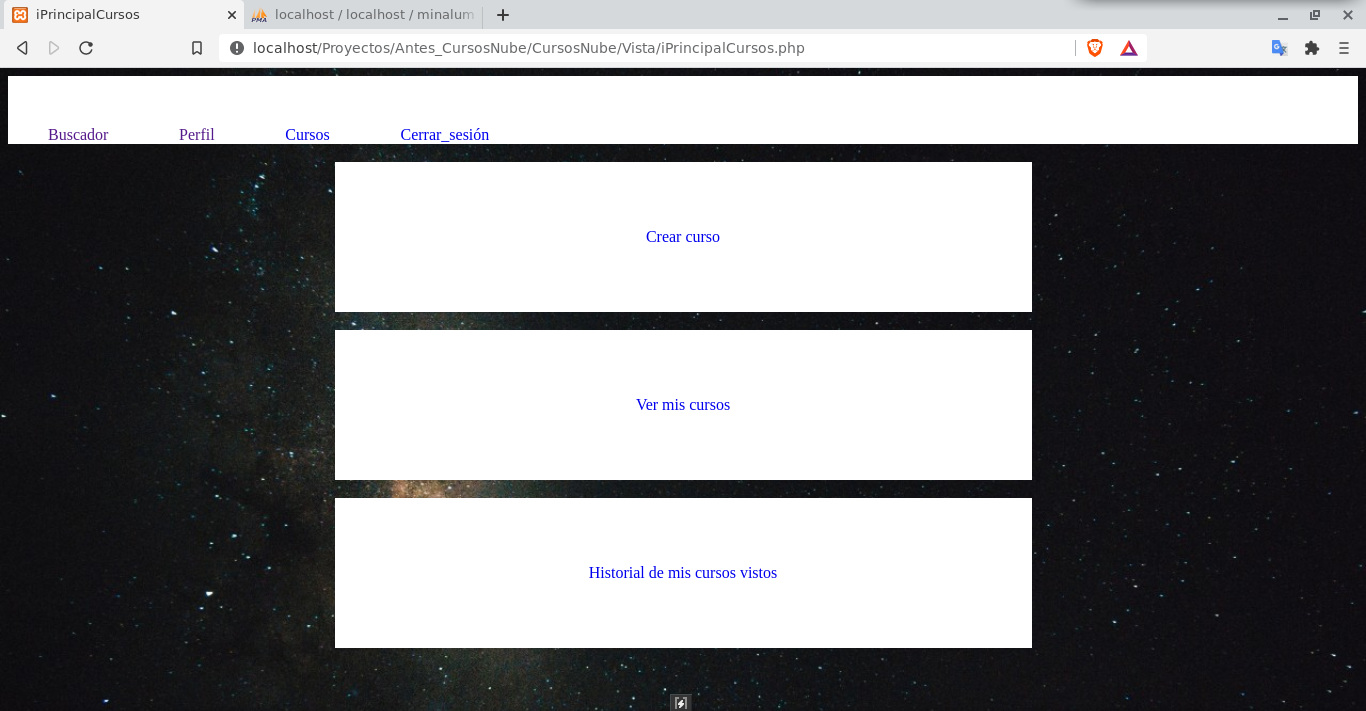 iPrincipalCursos
localhost / localhost / minalum
localhost/Proyectos/Antes_CursosNube/CursosNube/Vista/iPrincipalCursos.php
Buscador Perfil Cursos Cerrar_sesión
Crear curso
Ver mis cursos
Historial de mis cursos vistos